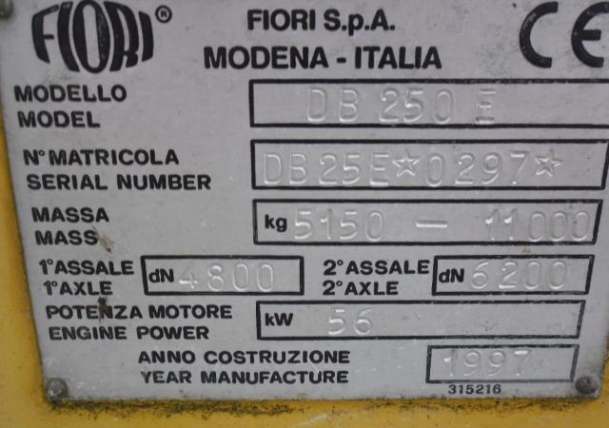 FIORI® FIORI S.p.A. CE
MODENA - ITALIA
MODELLO
MODEL DB 250 E
N° MATRICOLA
SERIAL NUMBER DB25E☆0297☆
MASSA
MASS kg 5150 - 11000
1° ASSALE dN 4800 2° ASSALE dN 6200
1° AXLE 2° AXLE
POTENZA MOTORE
ENGINE POWER kW 56
ANNO COSTRUZIONE
YEAR MANUFACTURE 1997
315216